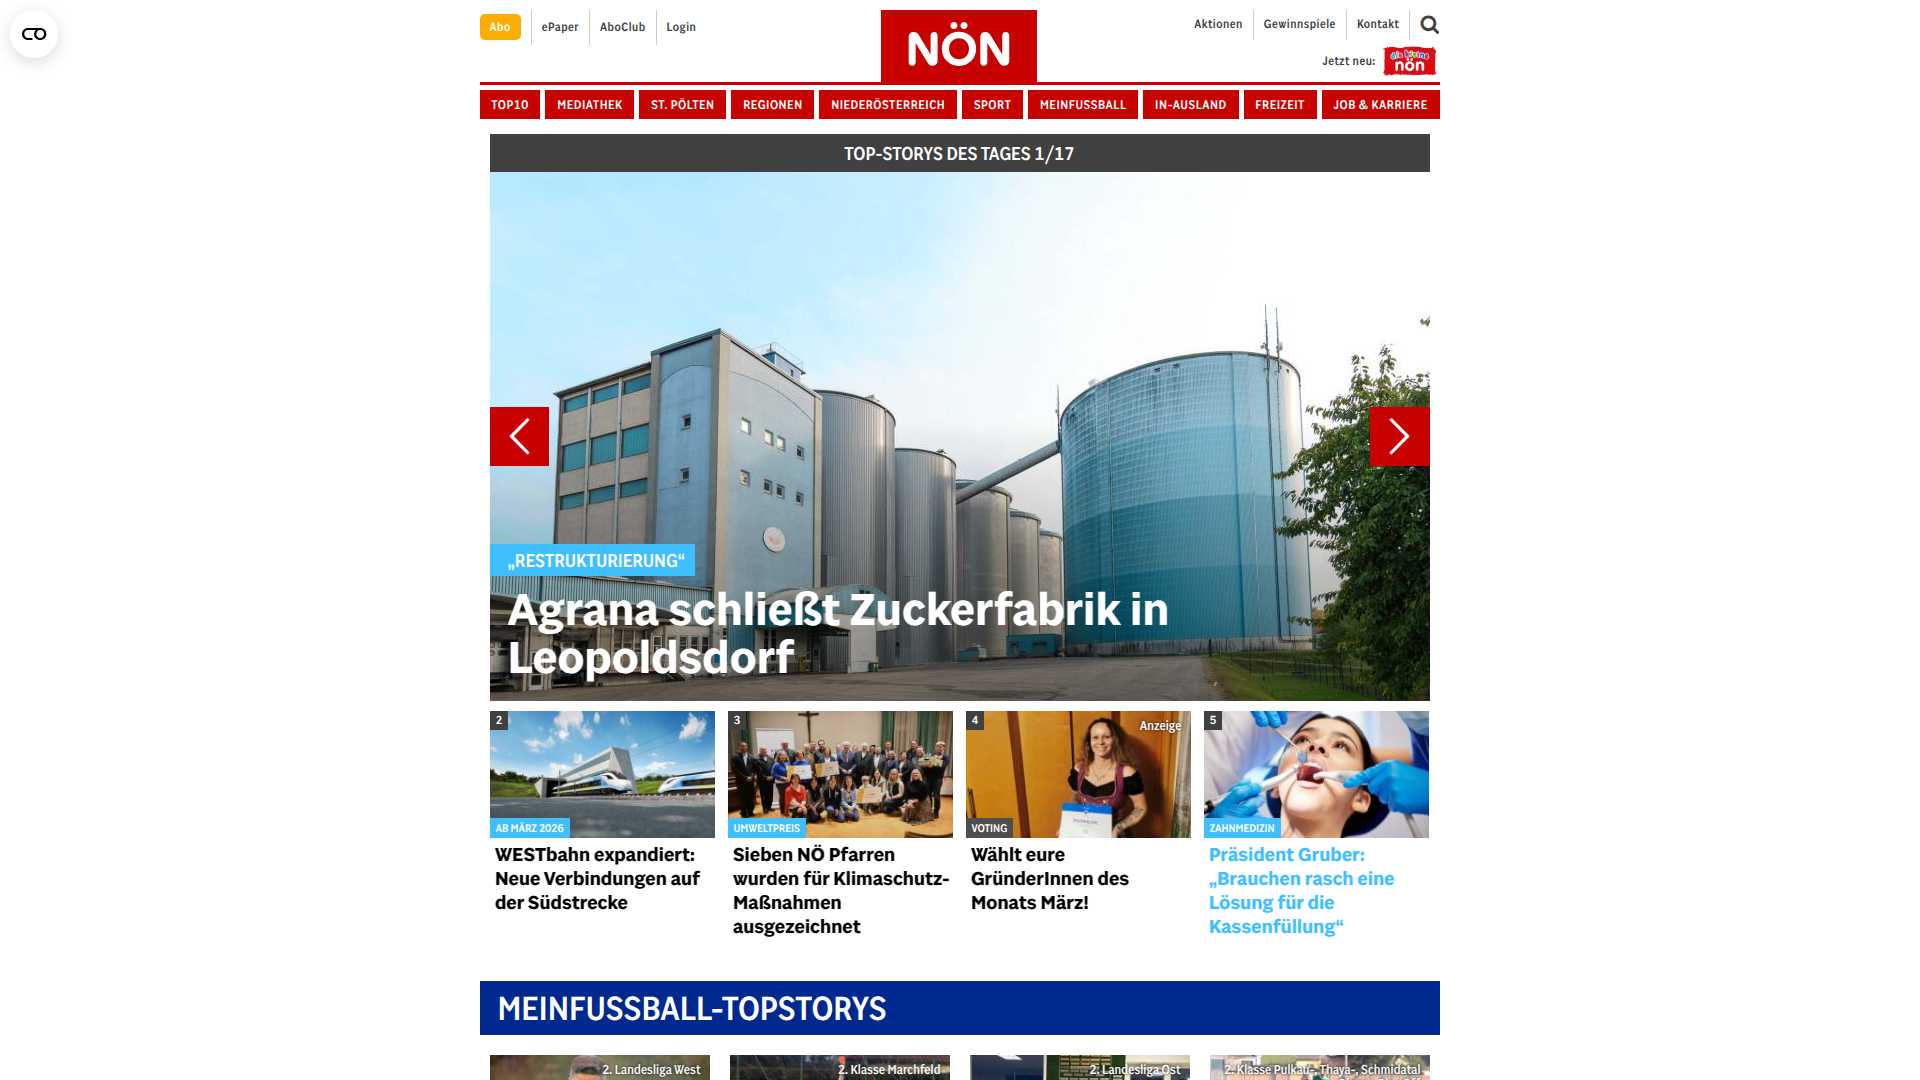 Abo
ePaper
AboClub
Login
NÖN
Aktionen
Gewinnspiele
Kontakt
Jetzt neu:
die kleine
nön
TOP10
MEDIATHEK
ST. PÖLTEN
REGIONEN
NIEDERÖSTERREICH
SPORT
MEINFUSSBALL
IN-AUSLAND
FREIZEIT
JOB & KARRIERE
TOP-STORYS DES TAGES 1/17
„RESTRUKTURIERUNG“
Agrana schließt Zuckerfabrik in
Leopoldsdorf
2
AB MÄRZ 2026
WESTbahn expandiert:
Neue Verbindungen auf
der Südstrecke
3
UMWELTPREIS
Sieben NÖ Pfarren
wurden für Klimaschutz-
Maßnahmen
ausgezeichnet
4
Anzeige
VOTING
Wählt eure
GründerInnen des
Monats März!
5
ZAHNMEDIZIN
Präsident Gruber:
„Brauchen rasch eine
Lösung für die
Kassenfüllung“
MEINFUSSBALL-TOPSTORYS
2. Landesliga West
2. Klasse Marchfeld
2. Landesliga Ost
2. Klasse Pulkau-, Thaya-, Schmidatal